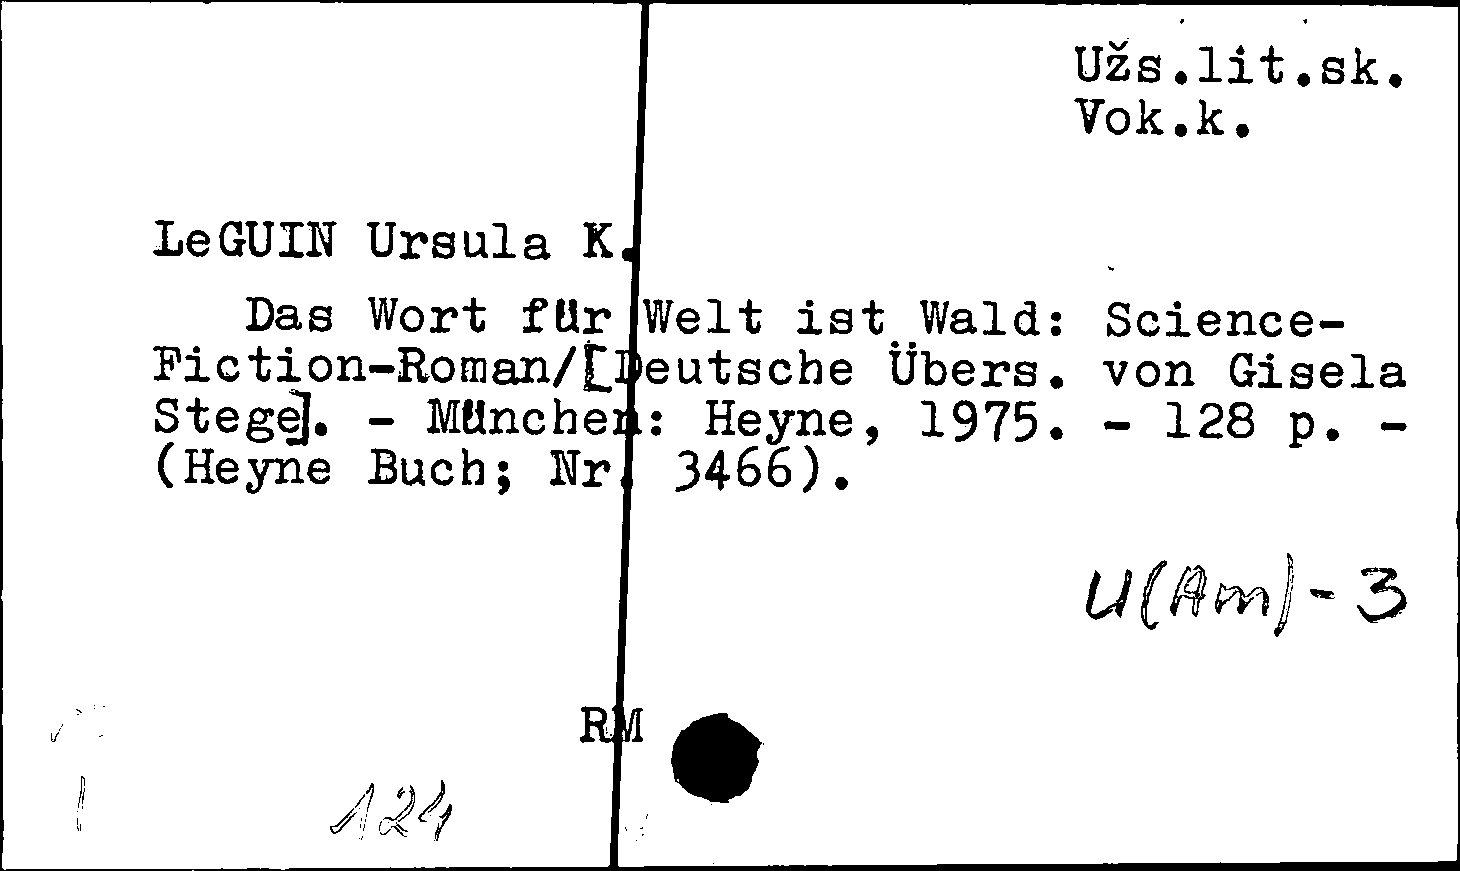 Užs.lit.sk.
Vok.k.
LeGUIN Ursula K.
Das Wort für Welt ist Wald: Science-
Fiction-Roman/[Deutsche Übers. von Gisela
Stege]. - München: Heyne, 1975. - 128 p. -
(Heyne Buch; Nr. 3466).
U(Am)-3
RM
124